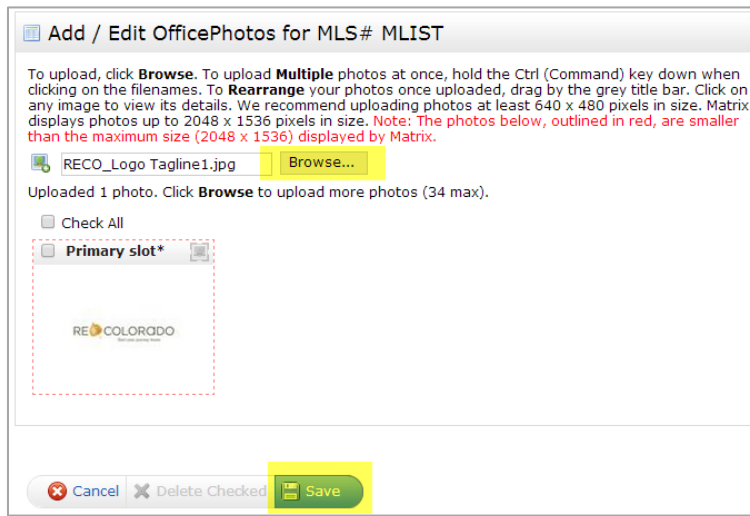 Add / Edit OfficePhotos for MLS# MLIST
To upload, click Browse. To upload Multiple photos at once, hold the Ctrl (Command) key down when
clicking on the filenames. To Rearrange your photos once uploaded, drag by the grey title bar. Click on
any image to view its details. We recommend uploading photos at least 640 x 480 pixels in size. Matrix
displays photos up to 2048 x 1536 pixels in size. Note: The photos below, outlined in red, are smaller
than the maximum size (2048 x 1536) displayed by Matrix.
RECO_Logo Tagline1.jpg Browse...
Uploaded 1 photo. Click Browse to upload more photos (34 max).
Check All
Primary slot*
RE COLORADO
Cancel Delete Checked Save